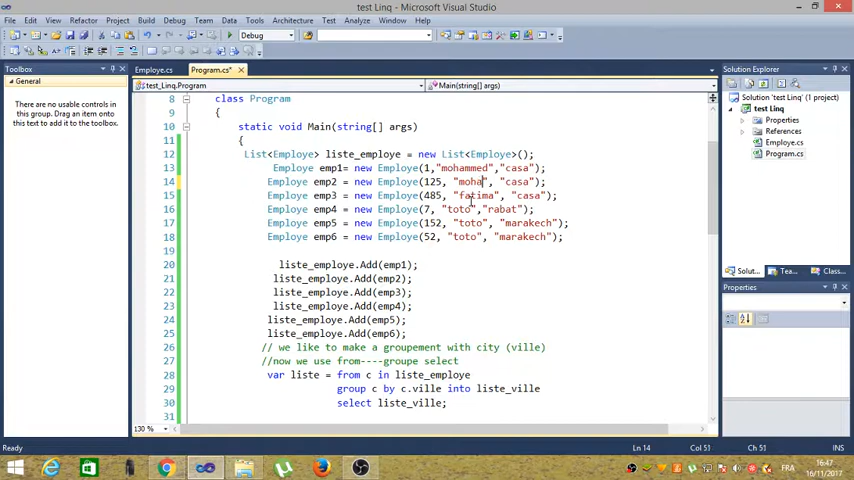 test Linq - Microsoft Visual Studio
File Edit View Refactor Project Build Debug Team Data Tools Architecture Test Analyze Window Help
Debug
Toolbox
General
There are no usable controls
in this group. Drag an item onto
this text to add it to the toolbox.
Employe.cs Program.cs*
test_Linq.Program Main(string[] args)
8 class Program
9 {
10 static void Main(string[] args)
11 {
12 List<Employe> liste_employe = new List<Employe>();
13 Employe emp1= new Employe(1,"mohammed","casa");
14 Employe emp2 = new Employe(125, "moha", "casa");
15 Employe emp3 = new Employe(485, "fatima", "casa");
16 Employe emp4 = new Employe(7, "toto","rabat");
17 Employe emp5 = new Employe(152, "toto", "marakech");
18 Employe emp6 = new Employe(52, "toto", "marakech");
19
20 liste_employe.Add(emp1);
21 liste_employe.Add(emp2);
22 liste_employe.Add(emp3);
23 liste_employe.Add(emp4);
24 liste_employe.Add(emp5);
25 liste_employe.Add(emp6);
26 // we like to make a groupement with city (ville)
27 //now we use from----groupe select
28 var liste = from c in liste_employe
29 group c by c.ville into liste_ville
30 select liste_ville;
31
130 %
Solution Explorer
Solution 'test Linq' (1 project)
test Linq
Properties
References
Employe.cs
Program.cs
Solut... Tea... Class...
Properties
Ready Ln 14 Col 51 Ch 51 INS
FRA
16:47
16/11/2017